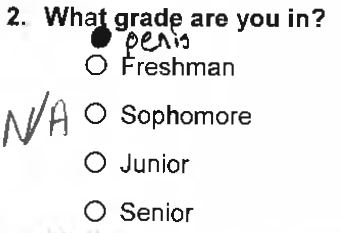 2. What grade are you in?
penis
Freshman
N/A
Sophomore
Junior
Senior